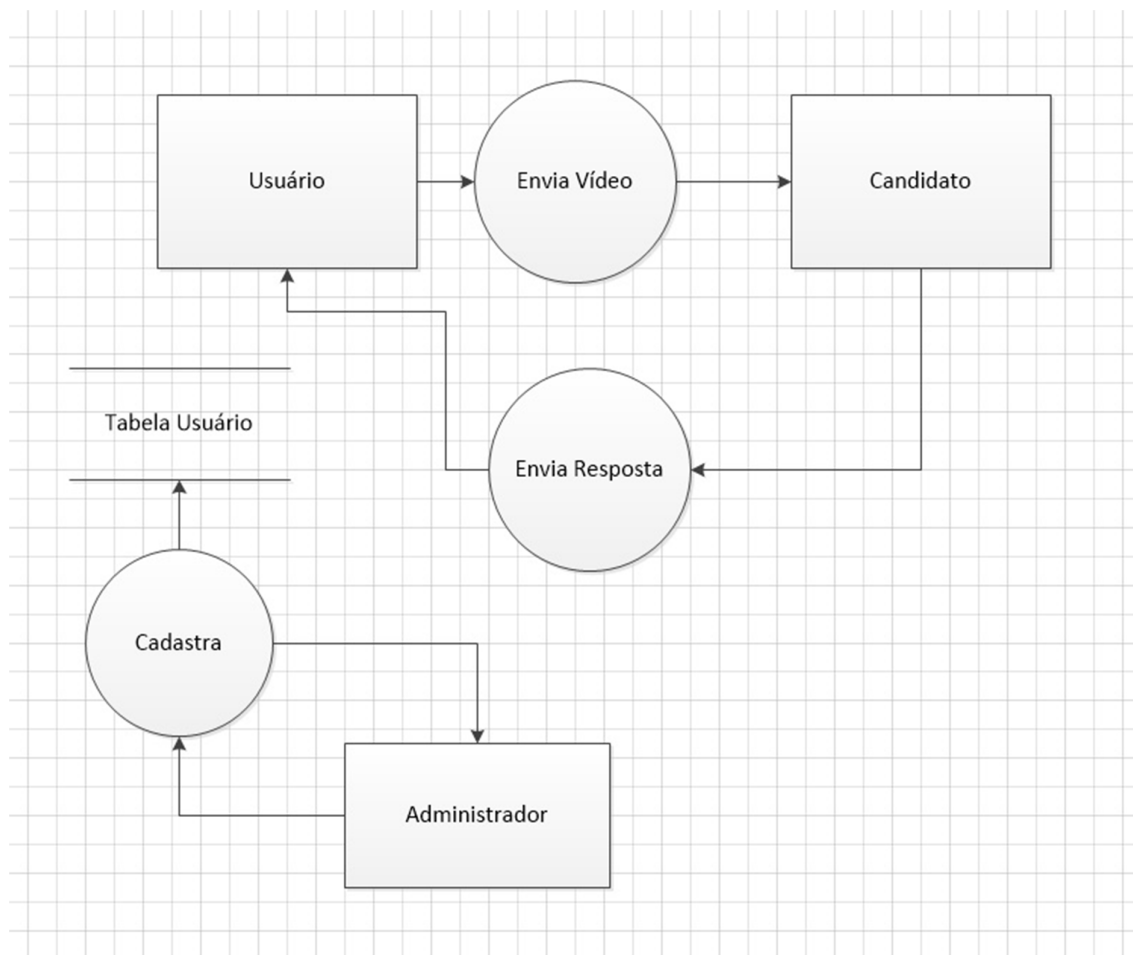 Usuário
Envia Vídeo
Candidato
Tabela Usuário
Envia Resposta
Cadastra
Administrador